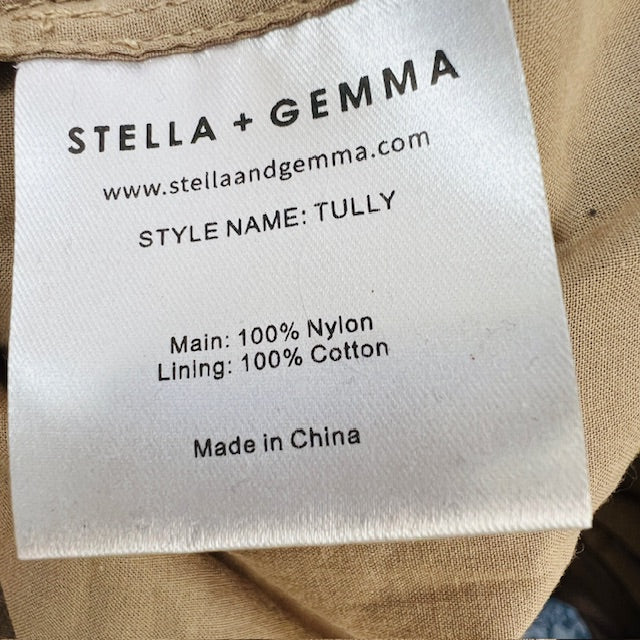 STELLA + GEMMA
www.stellaandgemma.com
STYLE NAME: TULLY
Main: 100% Nylon
Lining: 100% Cotton
Made in China